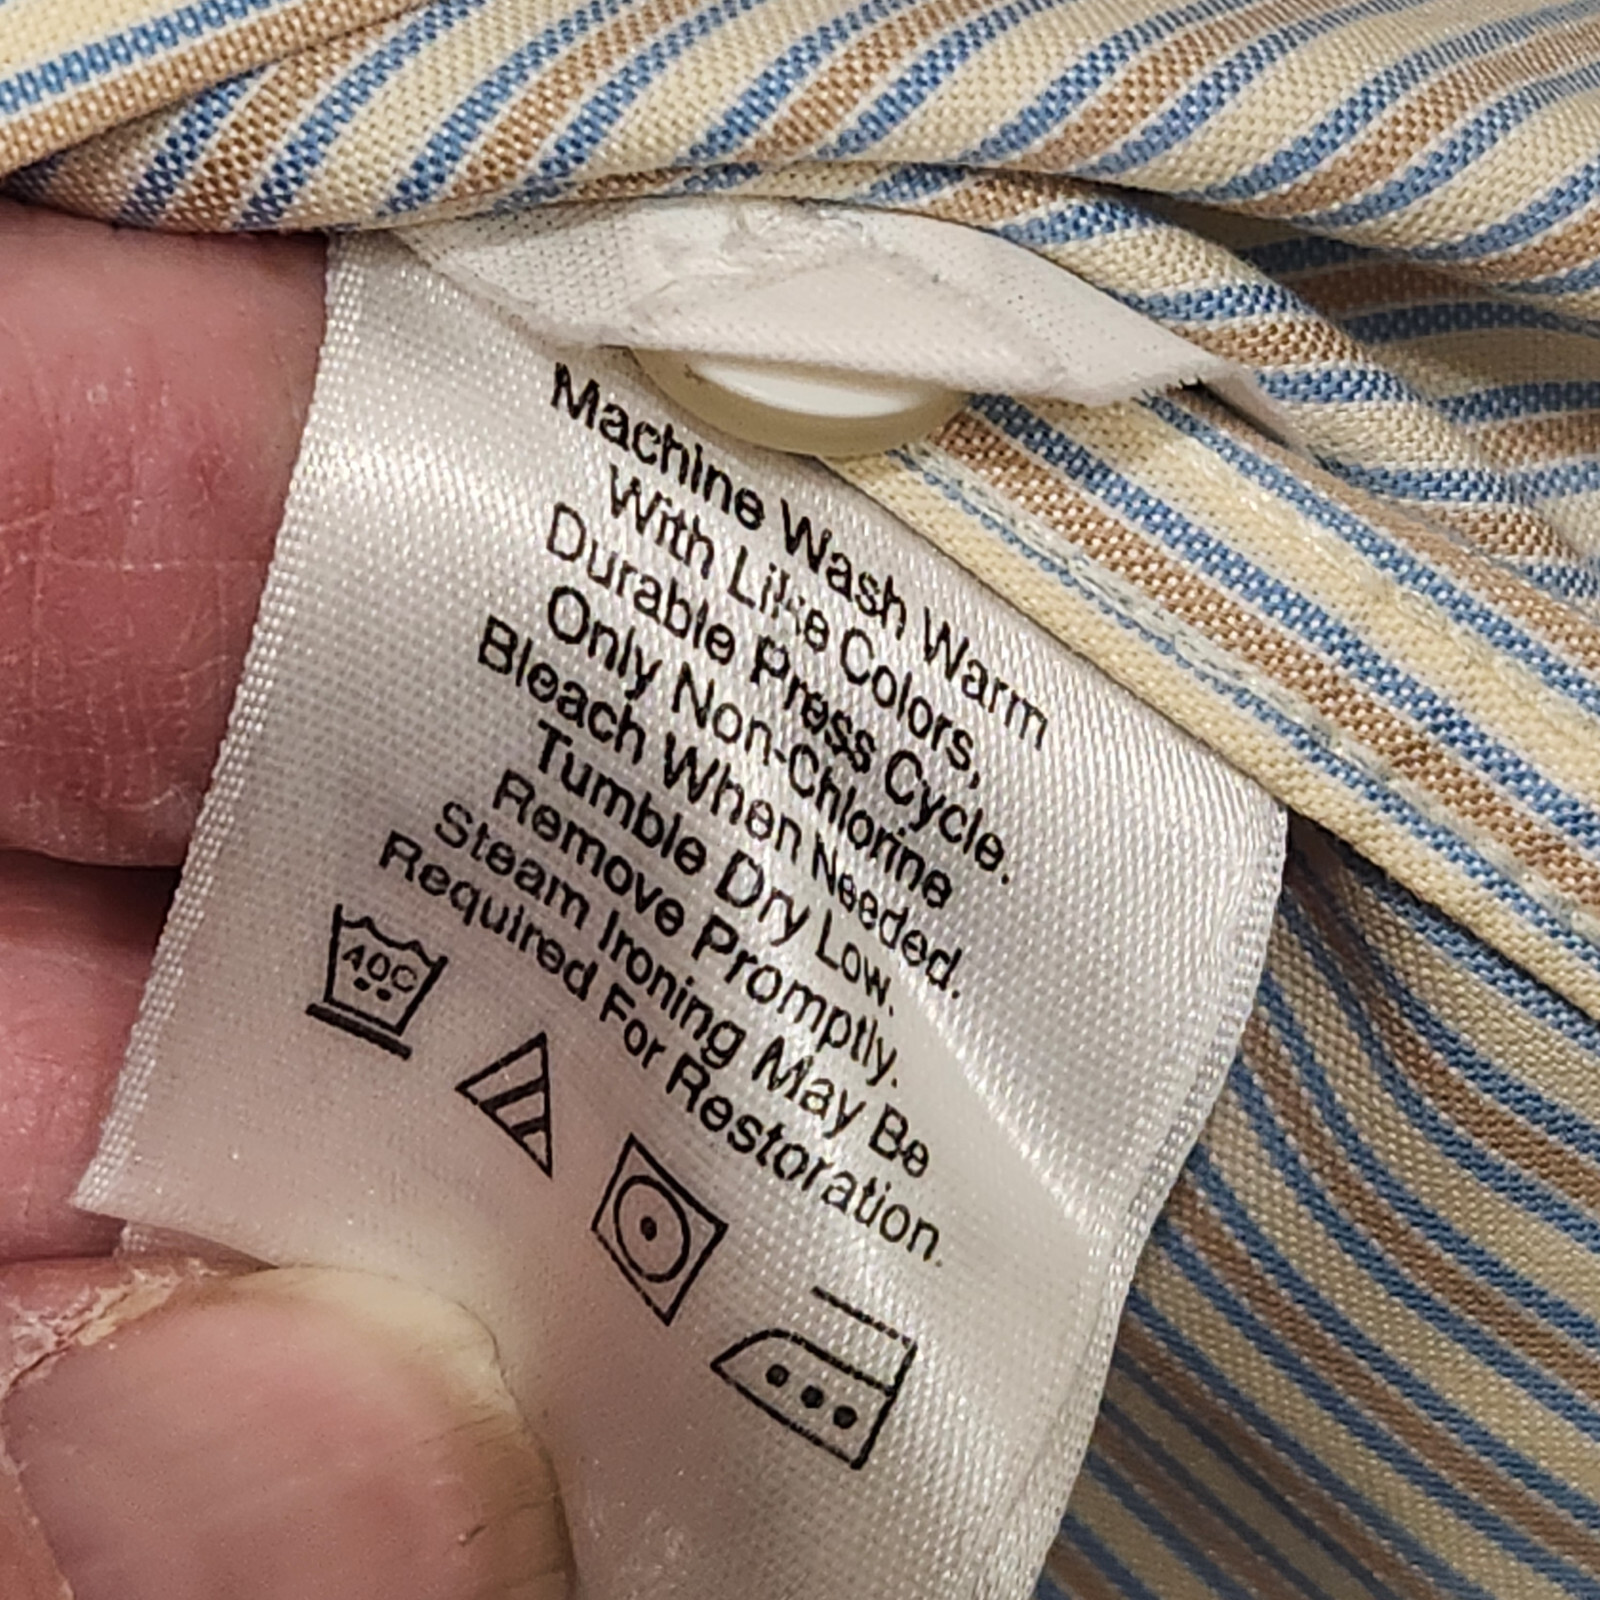 Machine Wash Warm
With Like Colors,
Durable Press Cycle.
Only Non-Chlorine
Bleach When Needed.
Tumble Dry Low.
Remove Promptly.
Steam Ironing May Be
Required For Restoration.
40C